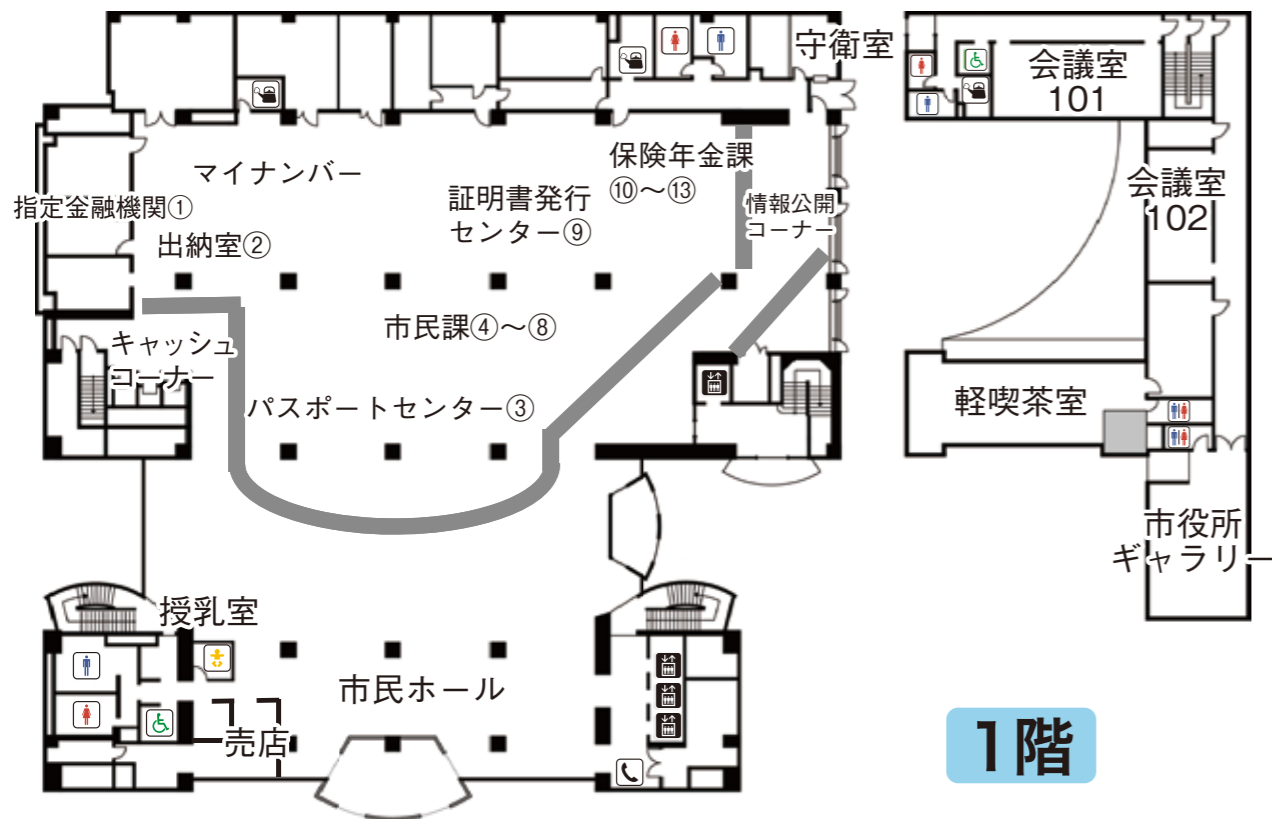 守衛室
会議室
101
マイナンバー
保険年金課
⑩～⑬
指定金融機関①
証明書発行
センター⑨
情報公開
コーナー
会議室
102
出納室②
市民課④～⑧
キャッシュ
コーナー
パスポートセンター③
軽喫茶室
市役所
ギャラリー
授乳室
市民ホール
売店
1階